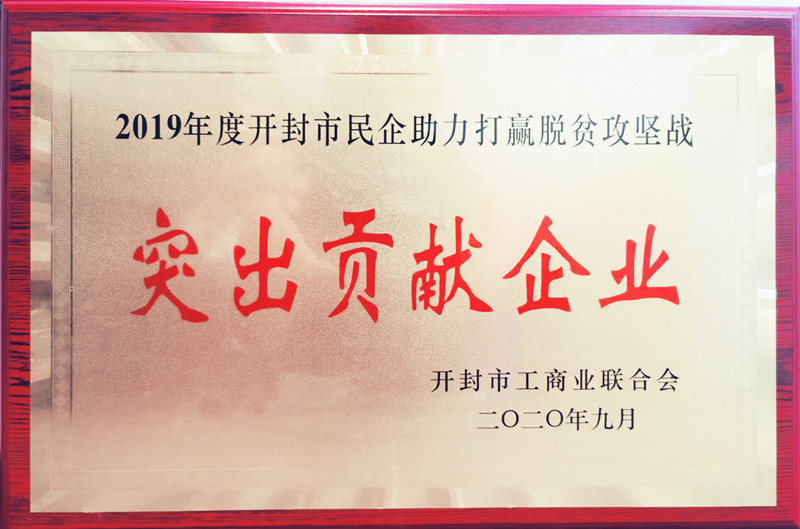 2019年度开封市民企助力打赢脱贫攻坚战
突出贡献企业
开封市工商业联合会
二〇二〇年九月